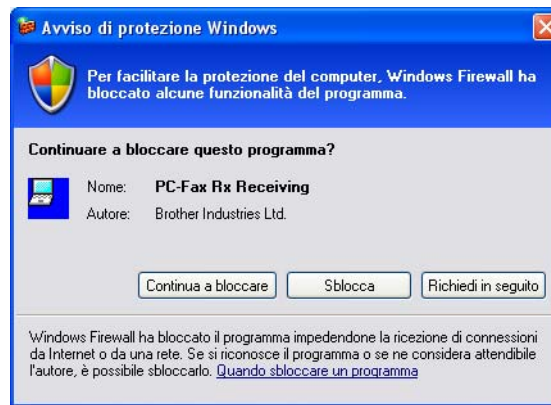 Avviso di protezione Windows
Per facilitare la protezione del computer, Windows Firewall ha
bloccato alcune funzionalità del programma.
Continuare a bloccare questo programma?
Nome: PC-Fax Rx Receiving
Autore: Brother Industries Ltd.
Continua a bloccare Sblocca Richiedi in seguito
Windows Firewall ha bloccato il programma impedendone la ricezione di connessioni
da Internet o da una rete. Se si riconosce il programma o se ne considera attendibile
l'autore, è possibile sbloccarlo. Quando sbloccare un programma